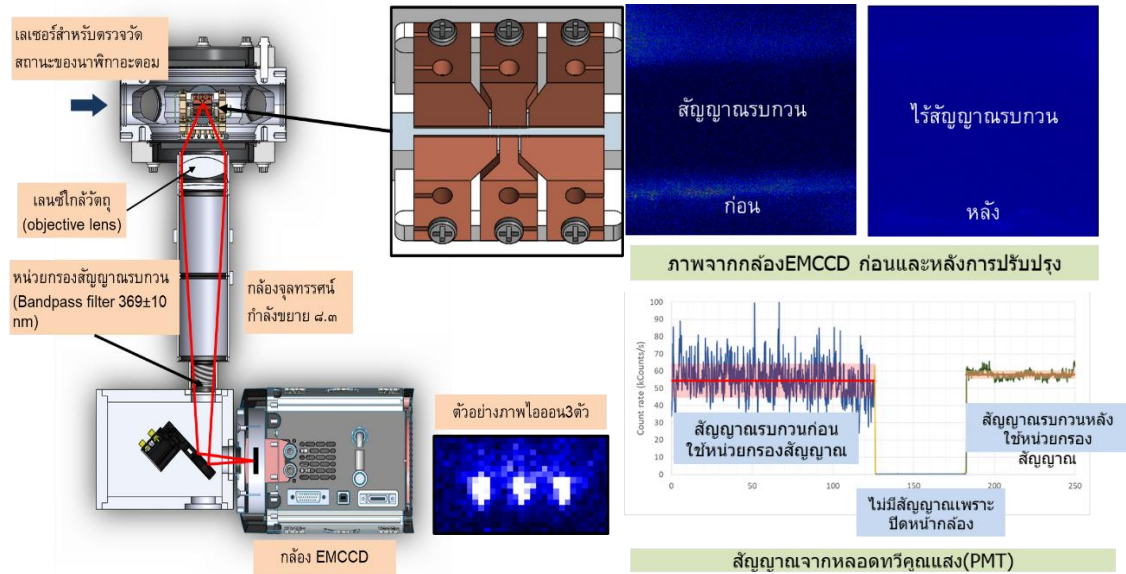 เลเซอร์สำหรับตรวจวัด
สถานะของนาฬิกาอะตอม
เลนซ์ใกล้วัตถุ
(objective lens)
หน่วยกรองสัญญาณรบกวน
(Bandpass filter 369±10
nm)
กล้องจุลทรรศน์
กำลังขยาย ๘.๓
กล้อง EMCCD
ตัวอย่างภาพไอออน3ตัว
สัญญาณรบกวน
ก่อน
ไร้สัญญาณรบกวน
หลัง
ภาพจากกล้องEMCCD ก่อนและหลังการปรับปรุง
Count rate (kCounts/s)
100
90
80
70
60
50
40
30
20
10
0
0
50
100
150
200
250
สัญญาณรบกวนก่อน
ใช้หน่วยกรองสัญญาณ
ไม่มีสัญญาณเพราะ
ปิดหน้ากล้อง
สัญญาณรบกวนหลัง
ใช้หน่วยกรอง
สัญญาณ
สัญญาณจากหลอดทวีคูณแสง(PMT)